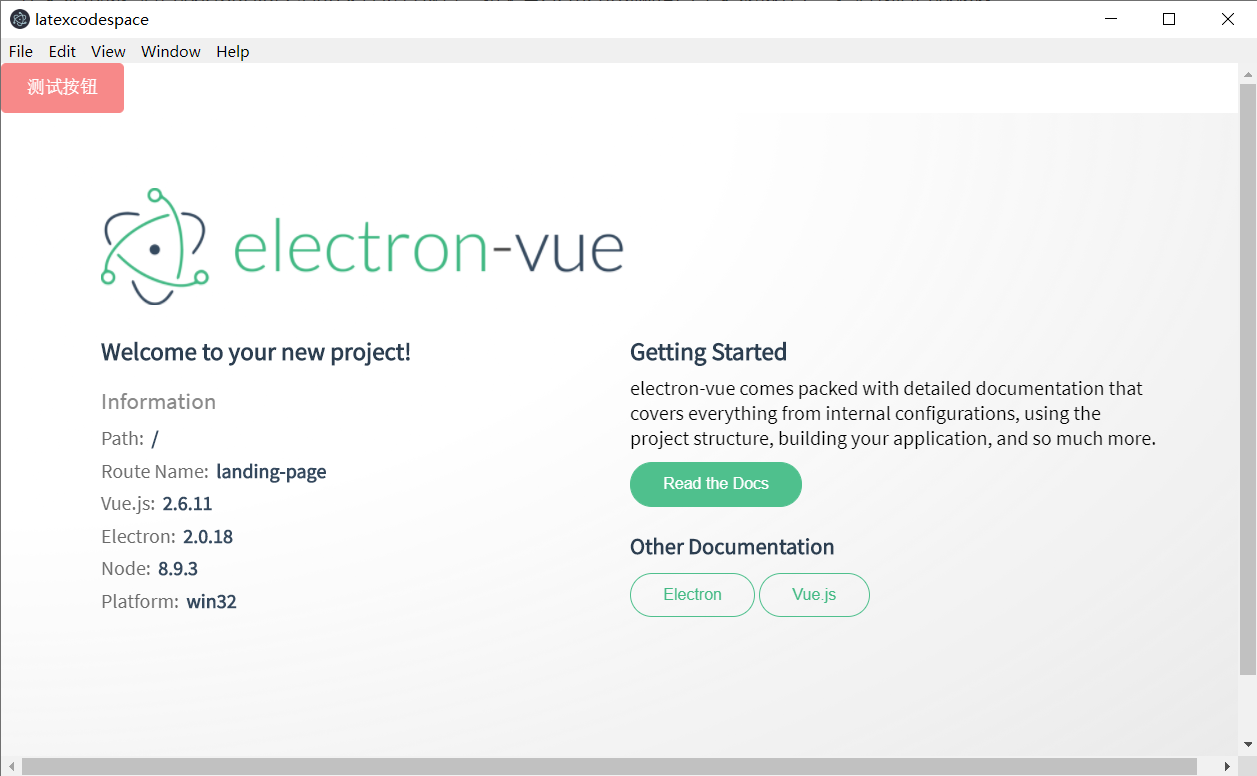 latexcodespace
File Edit View Window Help
测试按钮
electron-vue
Welcome to your new project!
Information
Path: /
Route Name: landing-page
Vue.js: 2.6.11
Electron: 2.0.18
Node: 8.9.3
Platform: win32
Getting Started
electron-vue comes packed with detailed documentation that
covers everything from internal configurations, using the
project structure, building your application, and so much more.
Read the Docs
Other Documentation
Electron Vue.js